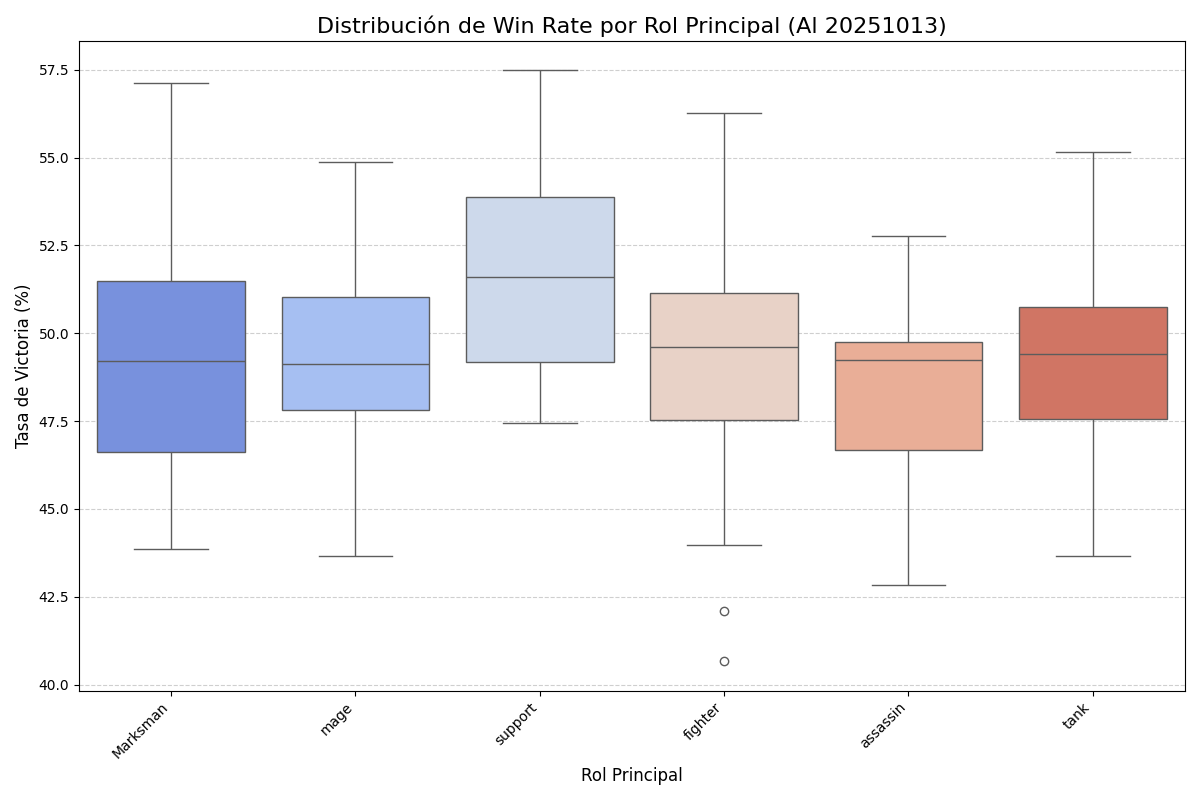 Distribución de Win Rate por Rol Principal (Al 20251013)
Tasa de Victoria (%)
57.5
55.0
52.5
50.0
47.5
45.0
42.5
40.0
Marksman
mage
support
fighter
assassin
tank
Rol Principal